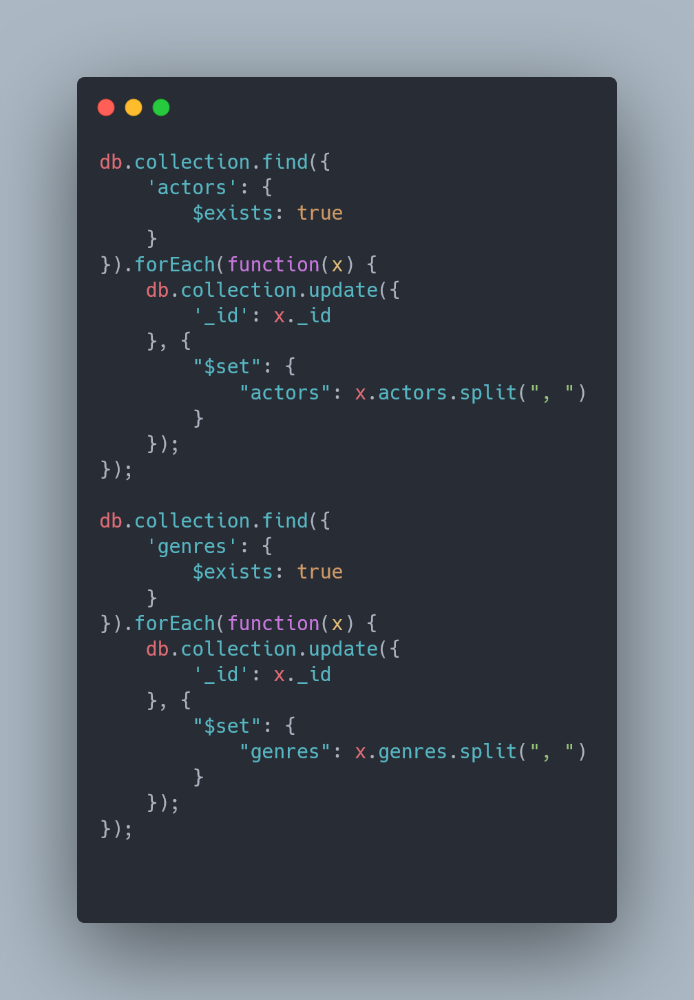 db.collection.find({
    'actors': {
        $exists: true
    }
}).forEach(function(x) {
    db.collection.update({
        '_id': x._id
    }, {
        "$set": {
            "actors": x.actors.split(", ")
        }
    });
});

db.collection.find({
    'genres': {
        $exists: true
    }
}).forEach(function(x) {
    db.collection.update({
        '_id': x._id
    }, {
        "$set": {
            "genres": x.genres.split(", ")
        }
    });
});